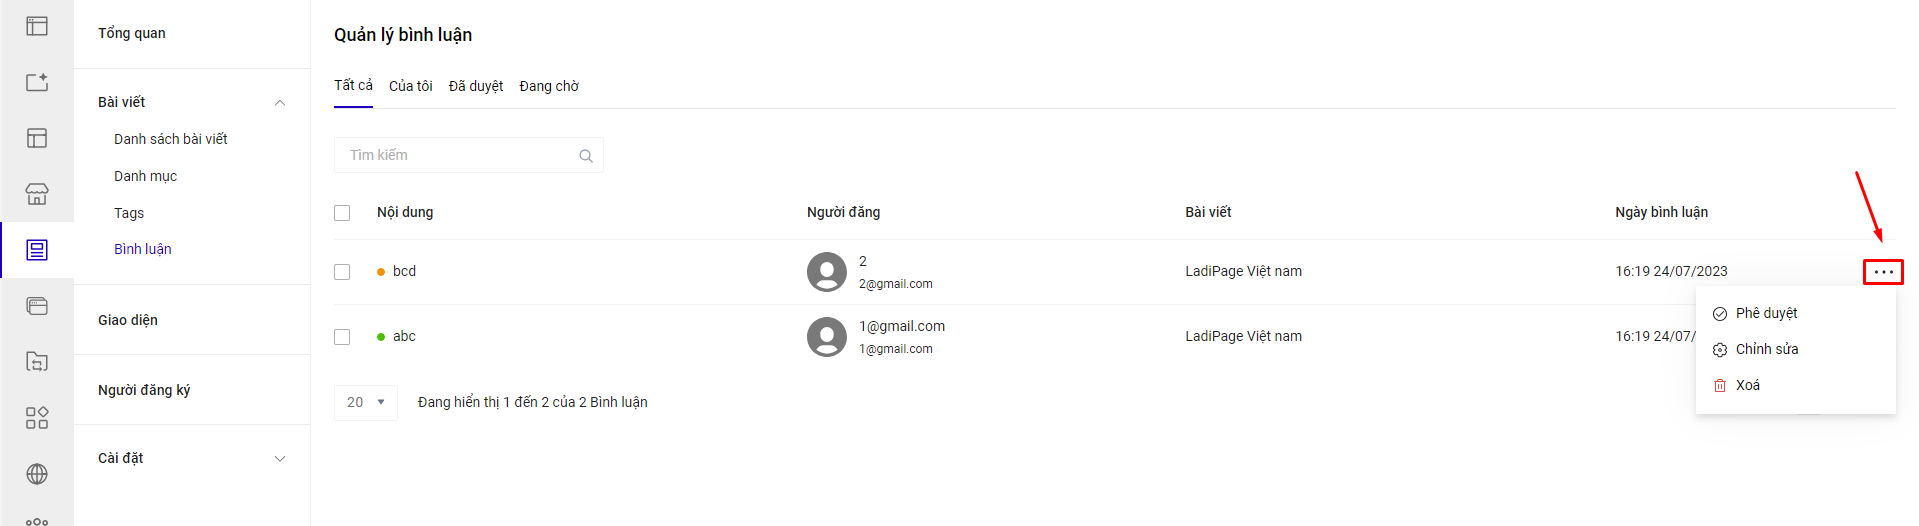 Tổng quan
Bài viết
Danh sách bài viết
Danh mục
Tags
Bình luận
Giao diện
Người đăng ký
Cài đặt
Quản lý bình luận
Tất cả Của tôi Đã duyệt Đang chờ
Tìm kiếm
Nội dung Người đăng Bài viết Ngày bình luận
bcd 2 LadiPage Việt nam 16:19 24/07/2023
2@gmail.com
abc 1@gmail.com LadiPage Việt nam 16:19 24/07/
1@gmail.com
Phê duyệt
Chỉnh sửa
Xoá
20 Đang hiển thị 1 đến 2 của 2 Bình luận